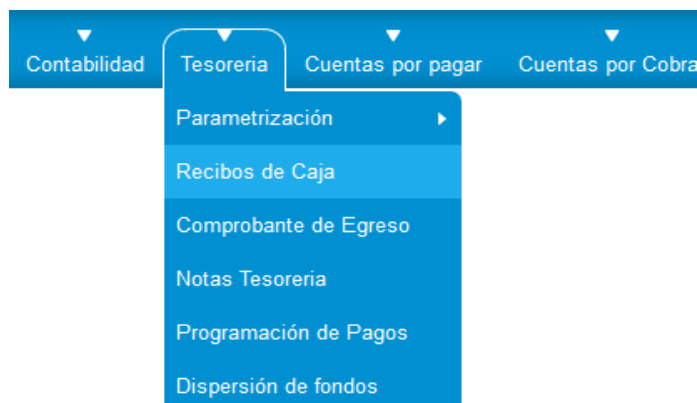 Contabilidad Tesoreria Cuentas por pagar Cuentas por Cobra
Parametrización
Recibos de Caja
Comprobante de Egreso
Notas Tesoreria
Programación de Pagos
Dispersión de fondos